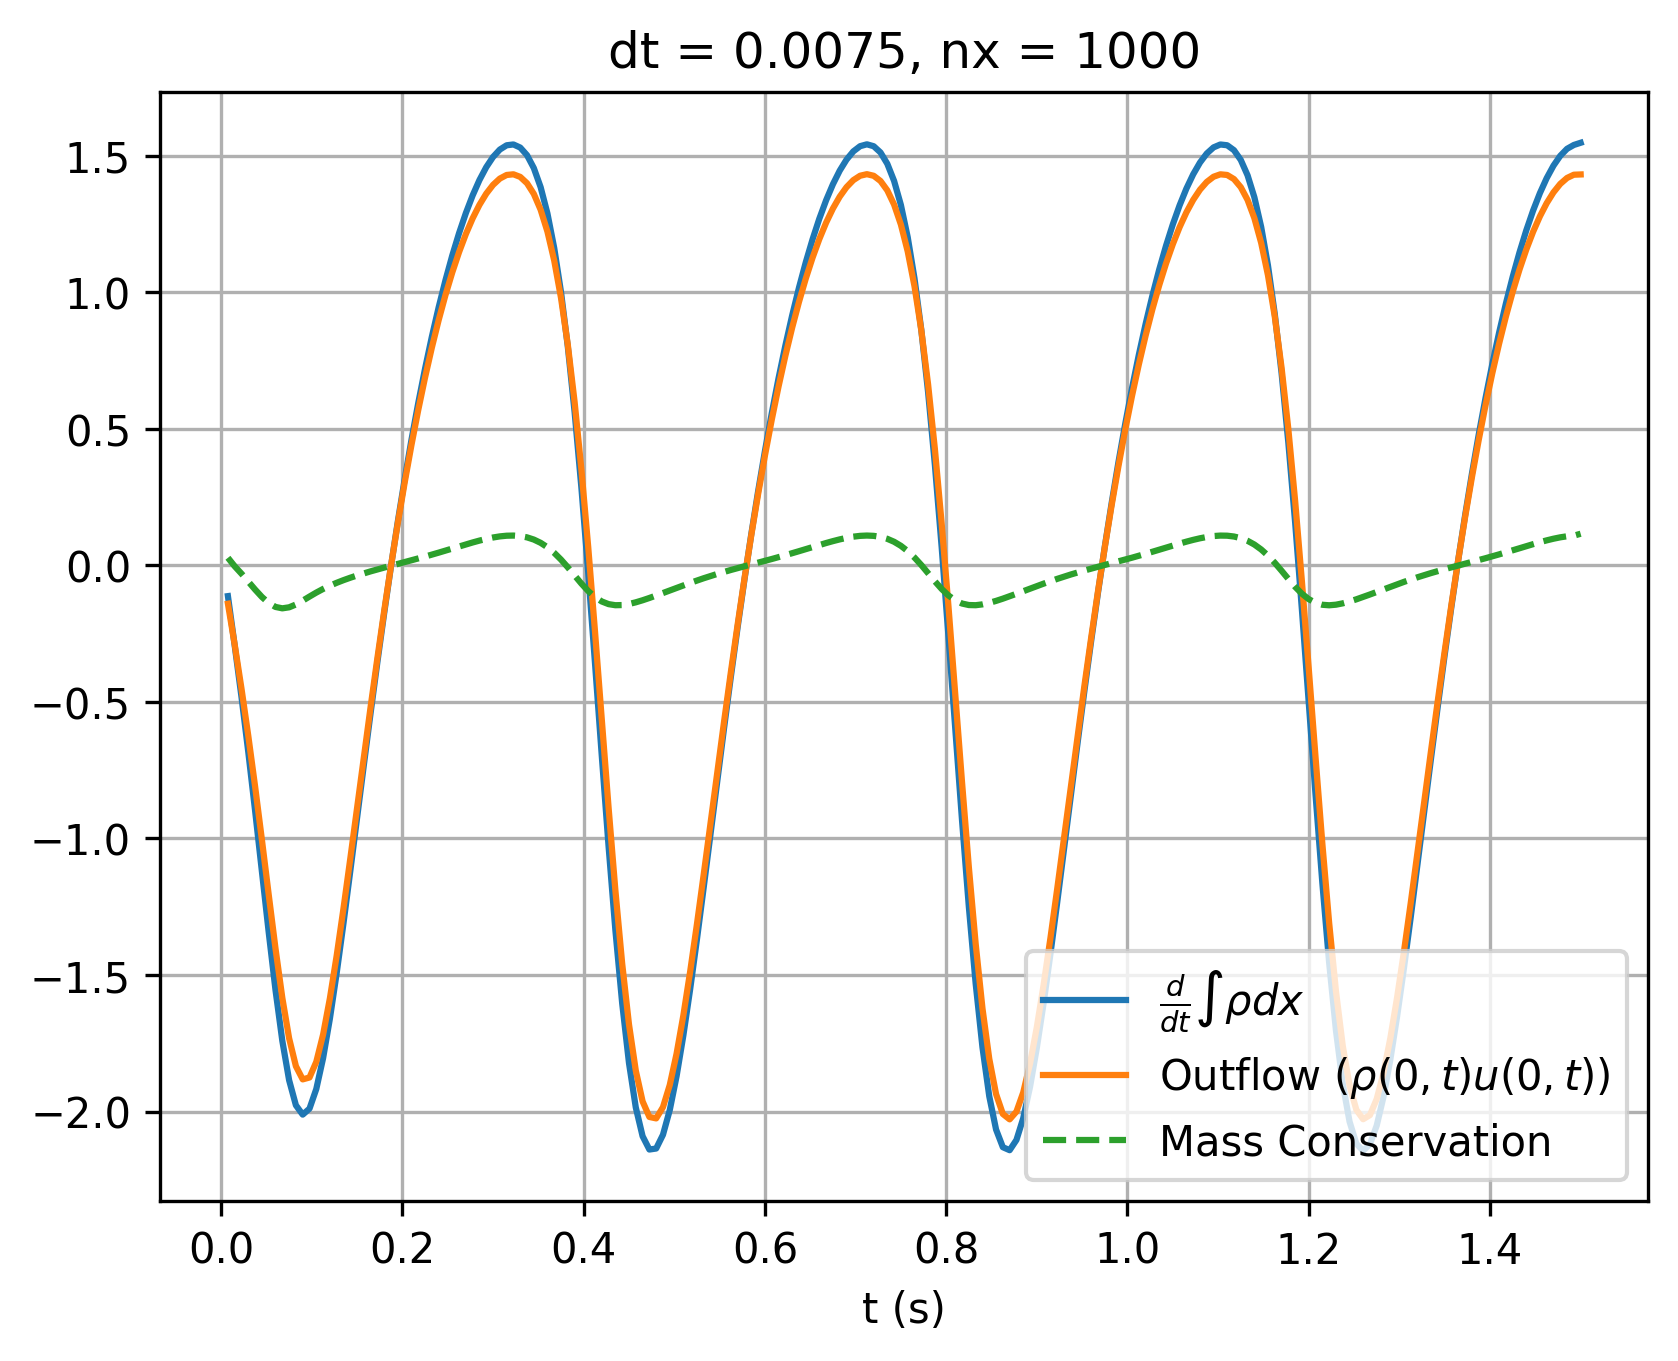 dt = 0.0075, nx = 1000
1.5
1.0
0.5
0.0
−0.5
−1.0
−1.5
−2.0
d/dt ∫ρdx
Outflow (ρ(0, t)u(0, t))
Mass Conservation
0.0 0.2 0.4 0.6 0.8 1.0 1.2 1.4
t (s)